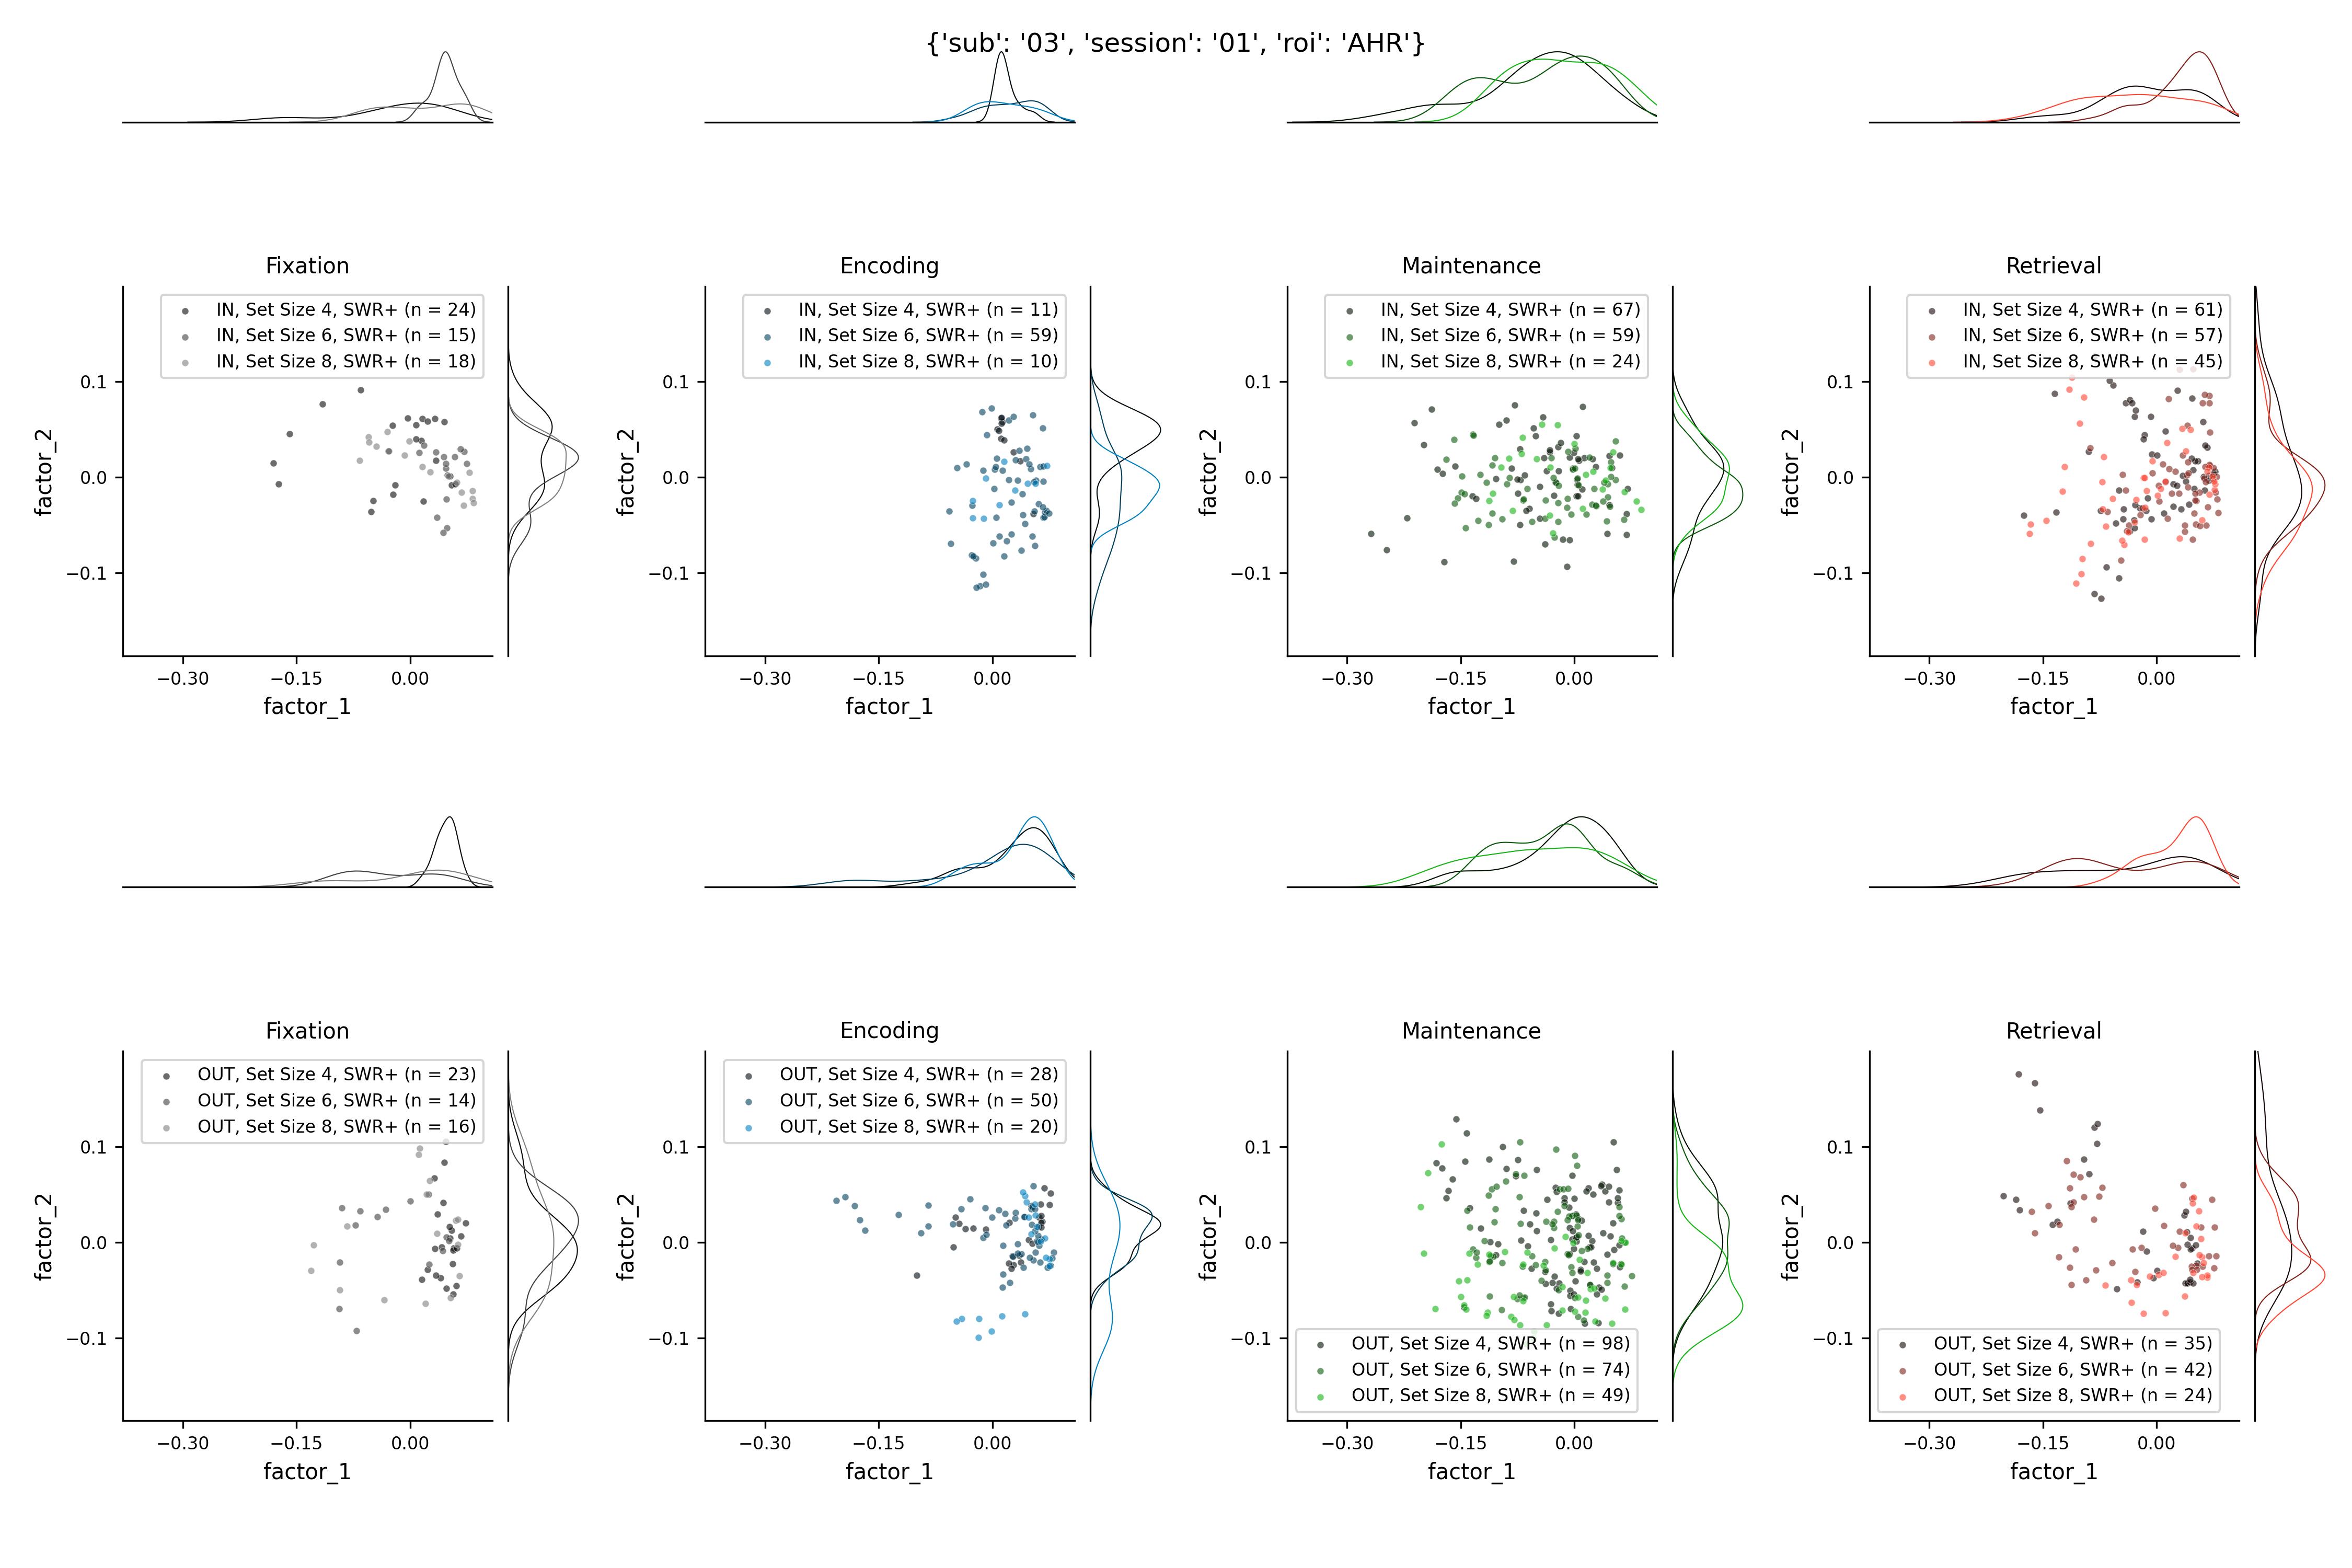 {'sub': '03', 'session': '01', 'roi': 'AHR'}
Fixation
IN, Set Size 4, SWR+ (n = 24)
IN, Set Size 6, SWR+ (n = 15)
IN, Set Size 8, SWR+ (n = 18)
factor_2
0.1
0.0
−0.1
−0.30
−0.15
0.00
factor_1
Encoding
IN, Set Size 4, SWR+ (n = 11)
IN, Set Size 6, SWR+ (n = 59)
IN, Set Size 8, SWR+ (n = 10)
factor_2
0.1
0.0
−0.1
−0.30
−0.15
0.00
factor_1
Maintenance
IN, Set Size 4, SWR+ (n = 67)
IN, Set Size 6, SWR+ (n = 59)
IN, Set Size 8, SWR+ (n = 24)
factor_2
0.1
0.0
−0.1
−0.30
−0.15
0.00
factor_1
Retrieval
IN, Set Size 4, SWR+ (n = 61)
IN, Set Size 6, SWR+ (n = 57)
IN, Set Size 8, SWR+ (n = 45)
factor_2
0.1
0.0
−0.1
−0.30
−0.15
0.00
factor_1
Fixation
OUT, Set Size 4, SWR+ (n = 23)
OUT, Set Size 6, SWR+ (n = 14)
OUT, Set Size 8, SWR+ (n = 16)
factor_2
0.1
0.0
−0.1
−0.30
−0.15
0.00
factor_1
Encoding
OUT, Set Size 4, SWR+ (n = 28)
OUT, Set Size 6, SWR+ (n = 50)
OUT, Set Size 8, SWR+ (n = 20)
factor_2
0.1
0.0
−0.1
−0.30
−0.15
0.00
factor_1
Maintenance
factor_2
0.1
0.0
−0.1
OUT, Set Size 4, SWR+ (n = 98)
OUT, Set Size 6, SWR+ (n = 74)
OUT, Set Size 8, SWR+ (n = 49)
−0.30
−0.15
0.00
factor_1
Retrieval
factor_2
0.1
0.0
−0.1
OUT, Set Size 4, SWR+ (n = 35)
OUT, Set Size 6, SWR+ (n = 42)
OUT, Set Size 8, SWR+ (n = 24)
−0.30
−0.15
0.00
factor_1